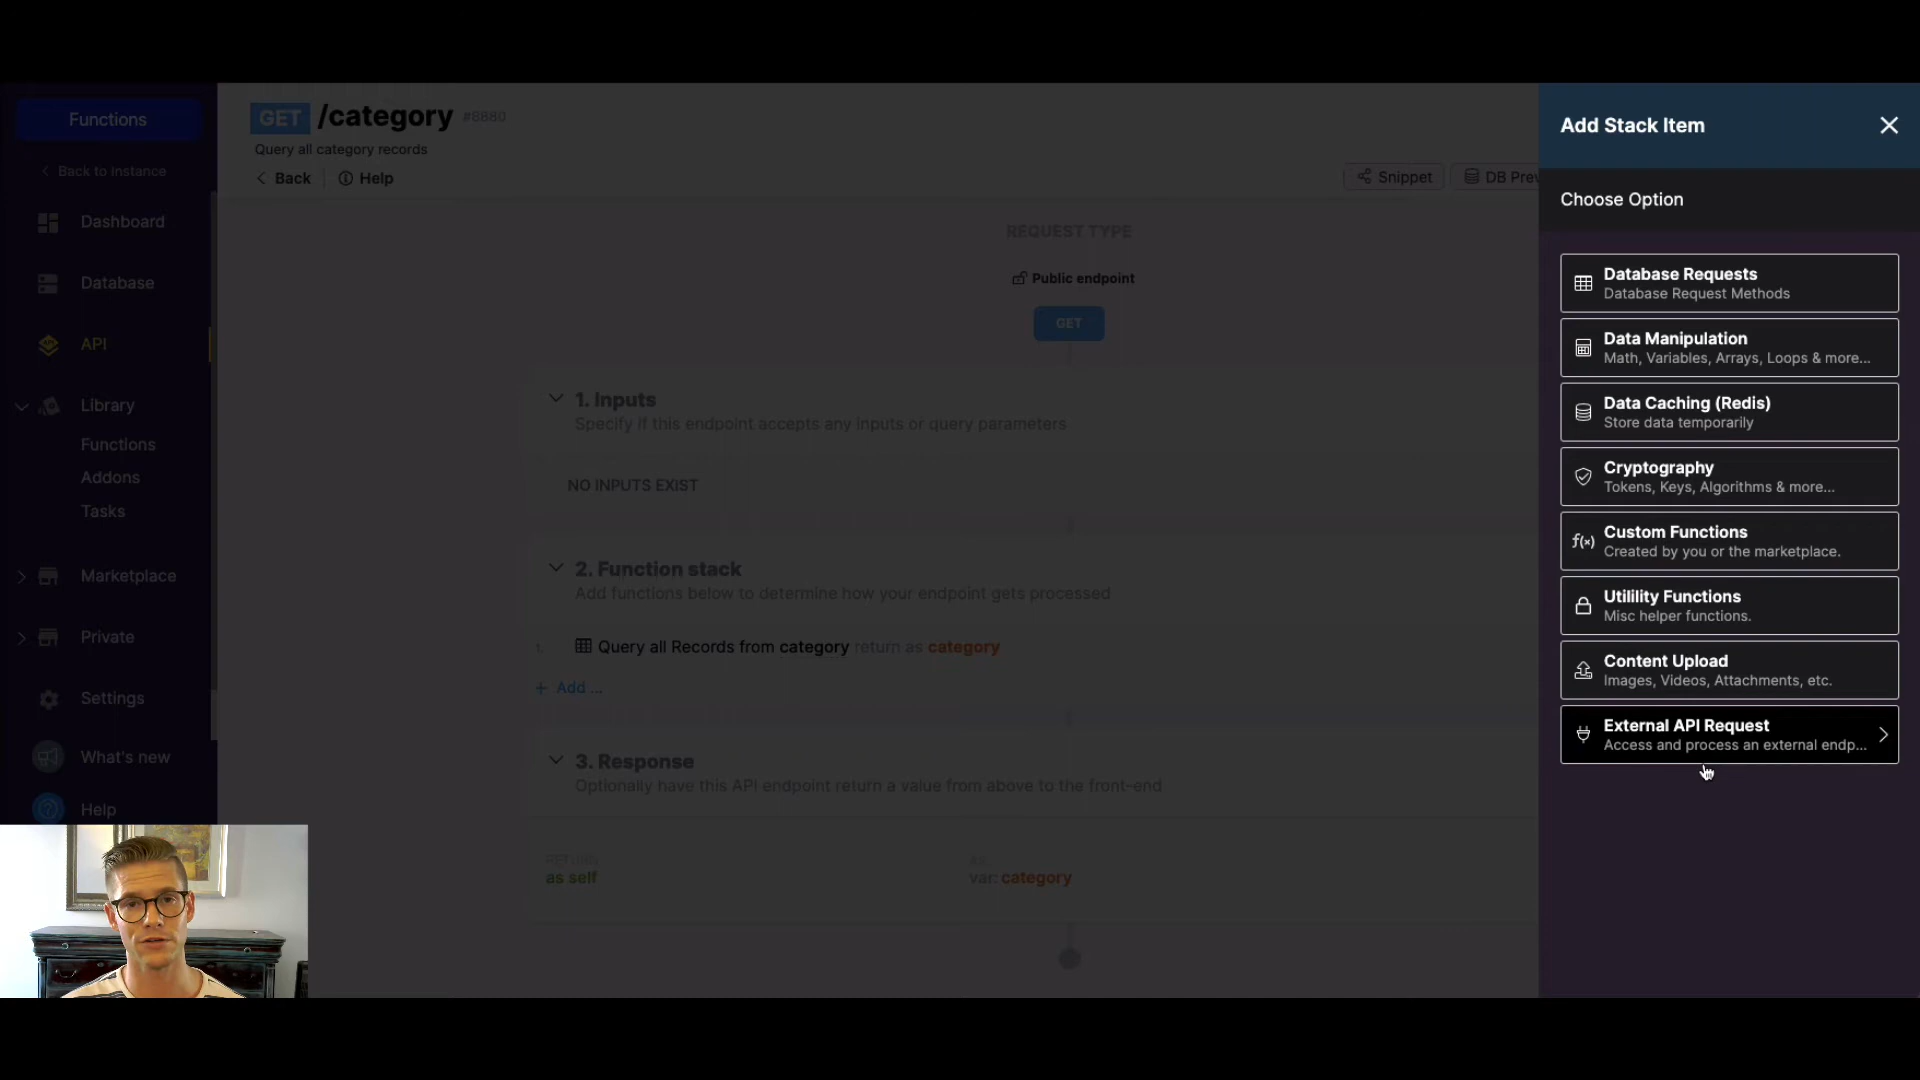 Functions
Back to Instance
Dashboard
Database
API
Library
Functions
Addons
Tasks
Marketplace
Private
Settings
What's new
Help
GET /category #8880
Query all category records
Back
Help
Snippet
DB Prev
REQUEST TYPE
Public endpoint
GET
1. Inputs
Specify if this endpoint accepts any inputs or query parameters
NO INPUTS EXIST
2. Function stack
Add functions below to determine how your endpoint gets processed
1. Query all Records from category return as category
+ Add ...
3. Response
Optionally have this API endpoint return a value from above to the front-end
RETURN
as self
AS
var: category
Add Stack Item
Choose Option
Database Requests
Database Request Methods
Data Manipulation
Math, Variables, Arrays, Loops & more...
Data Caching (Redis)
Store data temporarily
Cryptography
Tokens, Keys, Algorithms & more...
f(x) Custom Functions
Created by you or the marketplace.
Utilility Functions
Misc helper functions.
Content Upload
Images, Videos, Attachments, etc.
External API Request
Access and process an external endp...